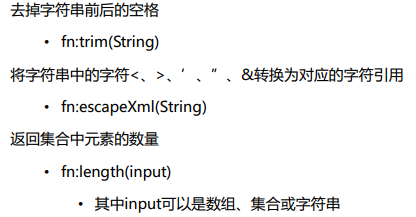 去掉字符串前后的空格
• fn:trim(String)
将字符串中的字符<、>、′、″、&转换为对应的字符引用
• fn:escapeXml(String)
返回集合中元素的数量
• fn:length(input)
• 其中input可以是数组、集合或字符串